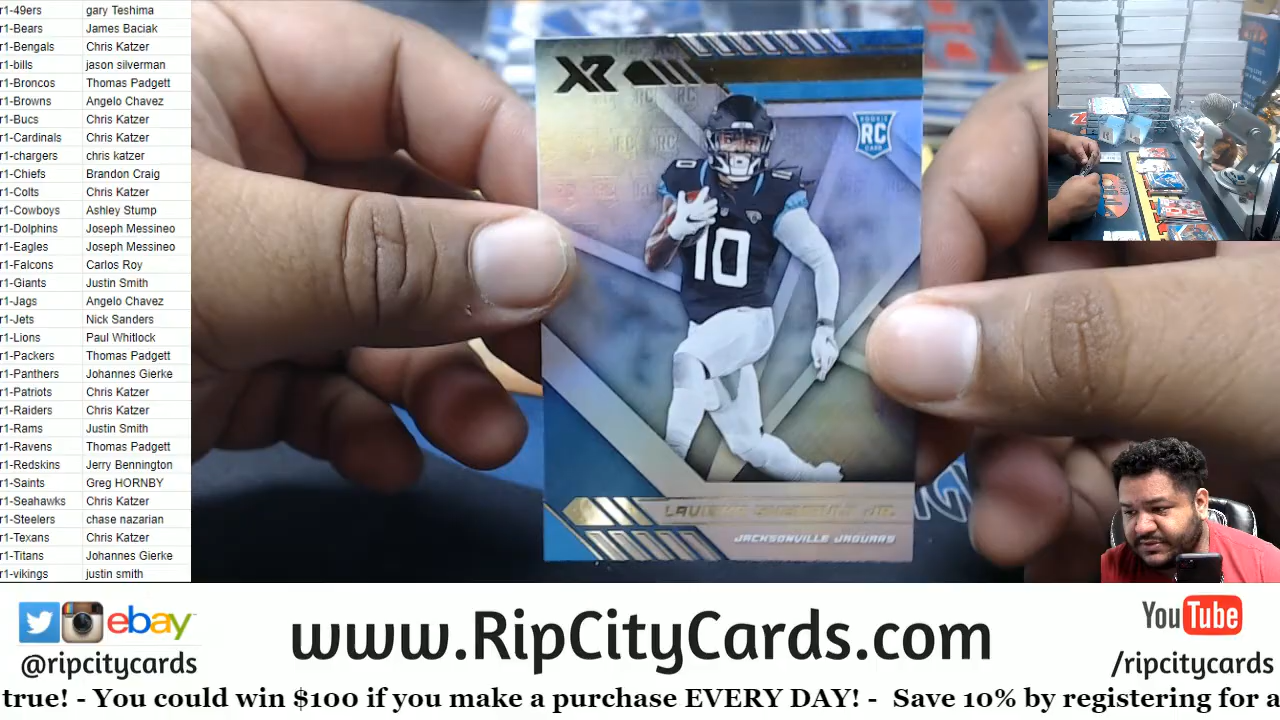 r1-49ers gary Teshima
r1-Bears James Baciak
r1-Bengals Chris Katzer
r1-bills jason silverman
r1-Broncos Thomas Padgett
r1-Browns Angelo Chavez
r1-Bucs Chris Katzer
r1-Cardinals Chris Katzer
r1-chargers chris katzer
r1-Chiefs Brandon Craig
r1-Colts Chris Katzer
r1-Cowboys Ashley Stump
r1-Dolphins Joseph Messineo
r1-Eagles Joseph Messineo
r1-Falcons Carlos Roy
r1-Giants Justin Smith
r1-Jags Angelo Chavez
r1-Jets Nick Sanders
r1-Lions Paul Whitlock
r1-Packers Thomas Padgett
r1-Panthers Johannes Gierke
r1-Patriots Chris Katzer
r1-Raiders Chris Katzer
r1-Rams Justin Smith
r1-Ravens Thomas Padgett
r1-Redskins Jerry Bennington
r1-Saints Greg HORNBY
r1-Seahawks Chris Katzer
r1-Steelers chase nazarian
r1-Texans Chris Katzer
r1-Titans Johannes Gierke
r1-vikings justin smith
XR
ROOKIE
RC
CARD
10
10
LAVISKA SHENAULT JR.
JACKSONVILLE JAGUARS
ebay
@ripcitycards
www.RipCityCards.com
YouTube
/ripcitycards
true! - You could win $100 if you make a purchase EVERY DAY! - Save 10% by registering for a